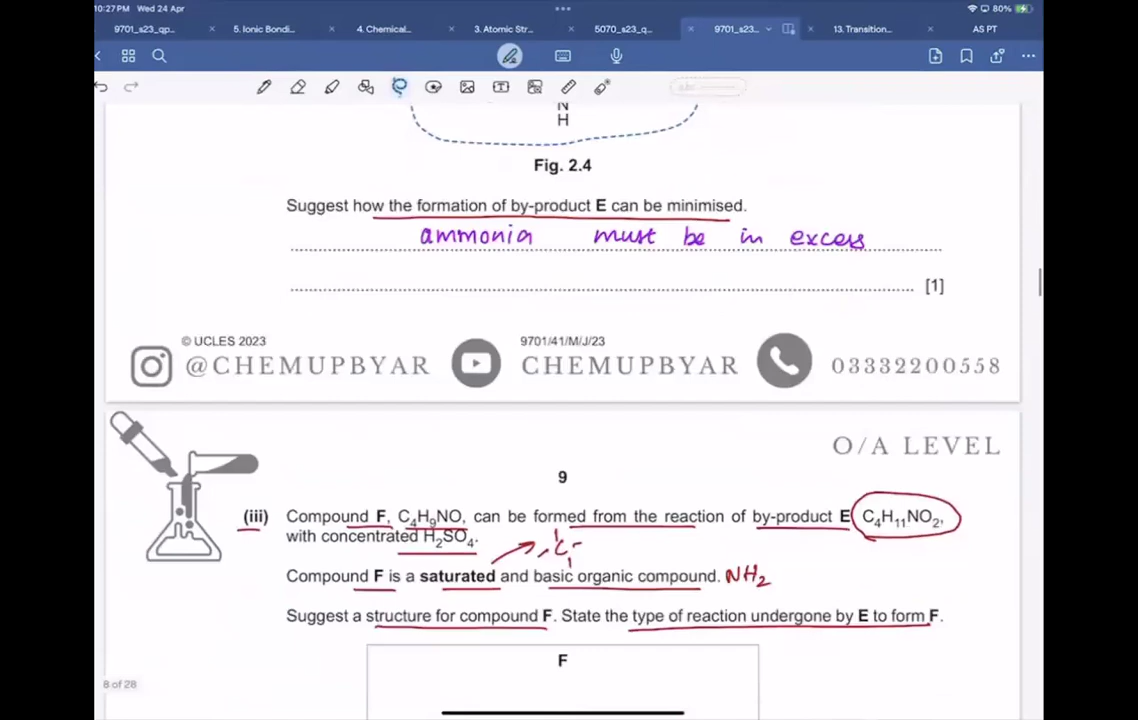 10:27 PM Wed 24 Apr
80%
9701_s23_qp...
5. Ionic Bondi...
4. Chemical...
3. Atomic Str...
5070_s23_q...
9701_s23...
13. Transition...
AS PT
N
H
Fig. 2.4
Suggest how the formation of by-product E can be minimised.
ammonia must be in excess
[1]
© UCLES 2023
9701/41/M/J/23
@CHEMUPBYAR
CHEMUPBYAR
03332200558
O/A LEVEL
9
(iii) Compound F, C₄H₉NO, can be formed from the reaction of by-product E C₄H₁₁NO₂,
with concentrated H₂SO₄.
C
Compound F is a saturated and basic organic compound. NH₂
Suggest a structure for compound F. State the type of reaction undergone by E to form F.
F
8 of 28